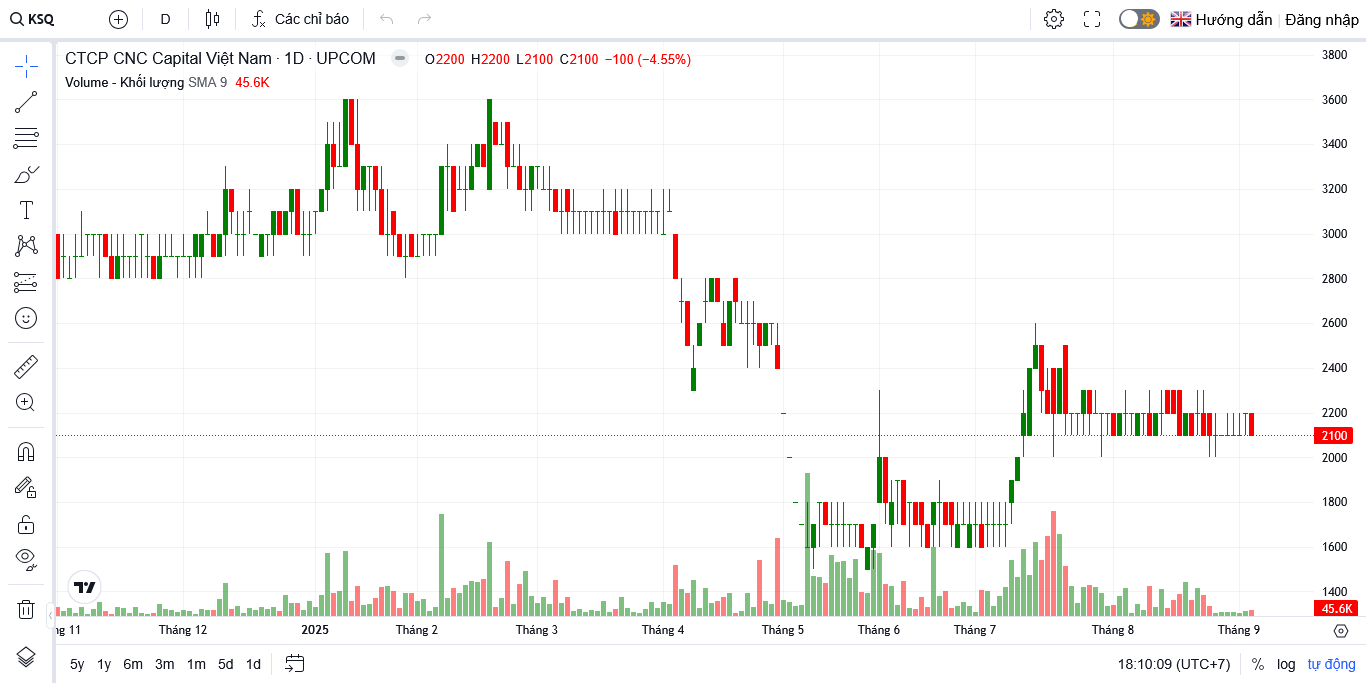 KSQ D Các chỉ báo Hướng dẫn Đăng nhập
CTCP CNC Capital Việt Nam · 1D · UPCOM O2200 H2200 L2100 C2100 −100 (−4.55%)
Volume - Khối lượng SMA 9 45.6K
3800
3600
3400
3200
3000
2800
2600
2400
2200
2100
2000
1800
1600
1400
45.6K
ng 11 Tháng 12 2025 Tháng 2 Tháng 3 Tháng 4 Tháng 5 Tháng 6 Tháng 7 Tháng 8 Tháng 9
5y 1y 6m 3m 1m 5d 1d 18:10:09 (UTC+7) % log tự động